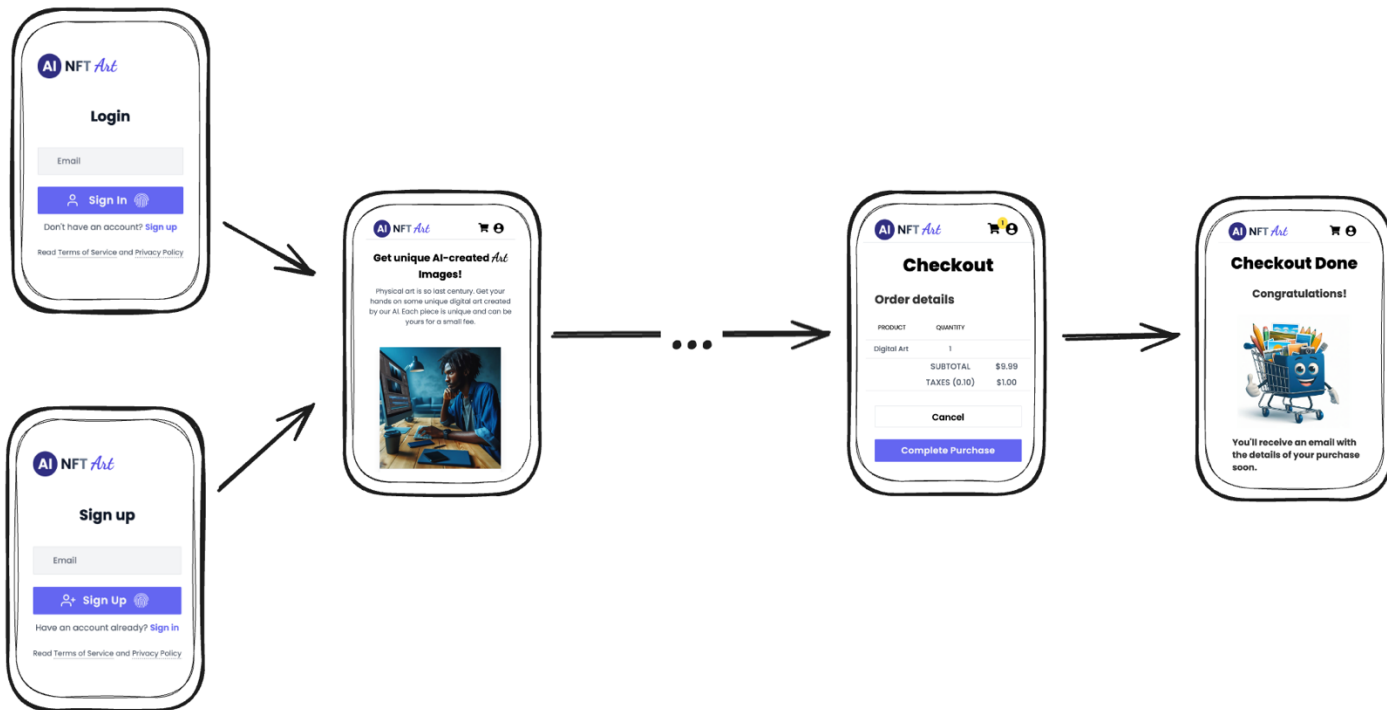 AI NFT Art
Login
Email
Sign In
Don't have an account? Sign up
Read Terms of Service and Privacy Policy
AI NFT Art
Sign up
Email
Sign Up
Have an account already? Sign in
Read Terms of Service and Privacy Policy
AI NFT Art
Get unique AI-created Art
Images!
Physical art is so last century. Get your
hands on some unique digital art created
by our AI. Each piece is unique and can be
yours for a small fee.
...
AI NFT Art
1
Checkout
Order details
PRODUCT QUANTITY
Digital Art 1
SUBTOTAL $9.99
TAXES (0.10) $1.00
Cancel
Complete Purchase
AI NFT Art
Checkout Done
Congratulations!
You'll receive an email with
the details of your purchase
soon.